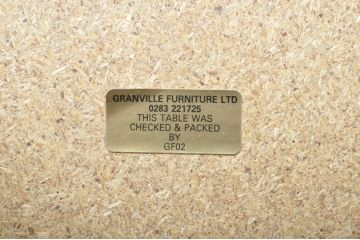 GRANVILLE FURNITURE LTD
0283 221725
THIS TABLE WAS
CHECKED & PACKED
BY
GF02